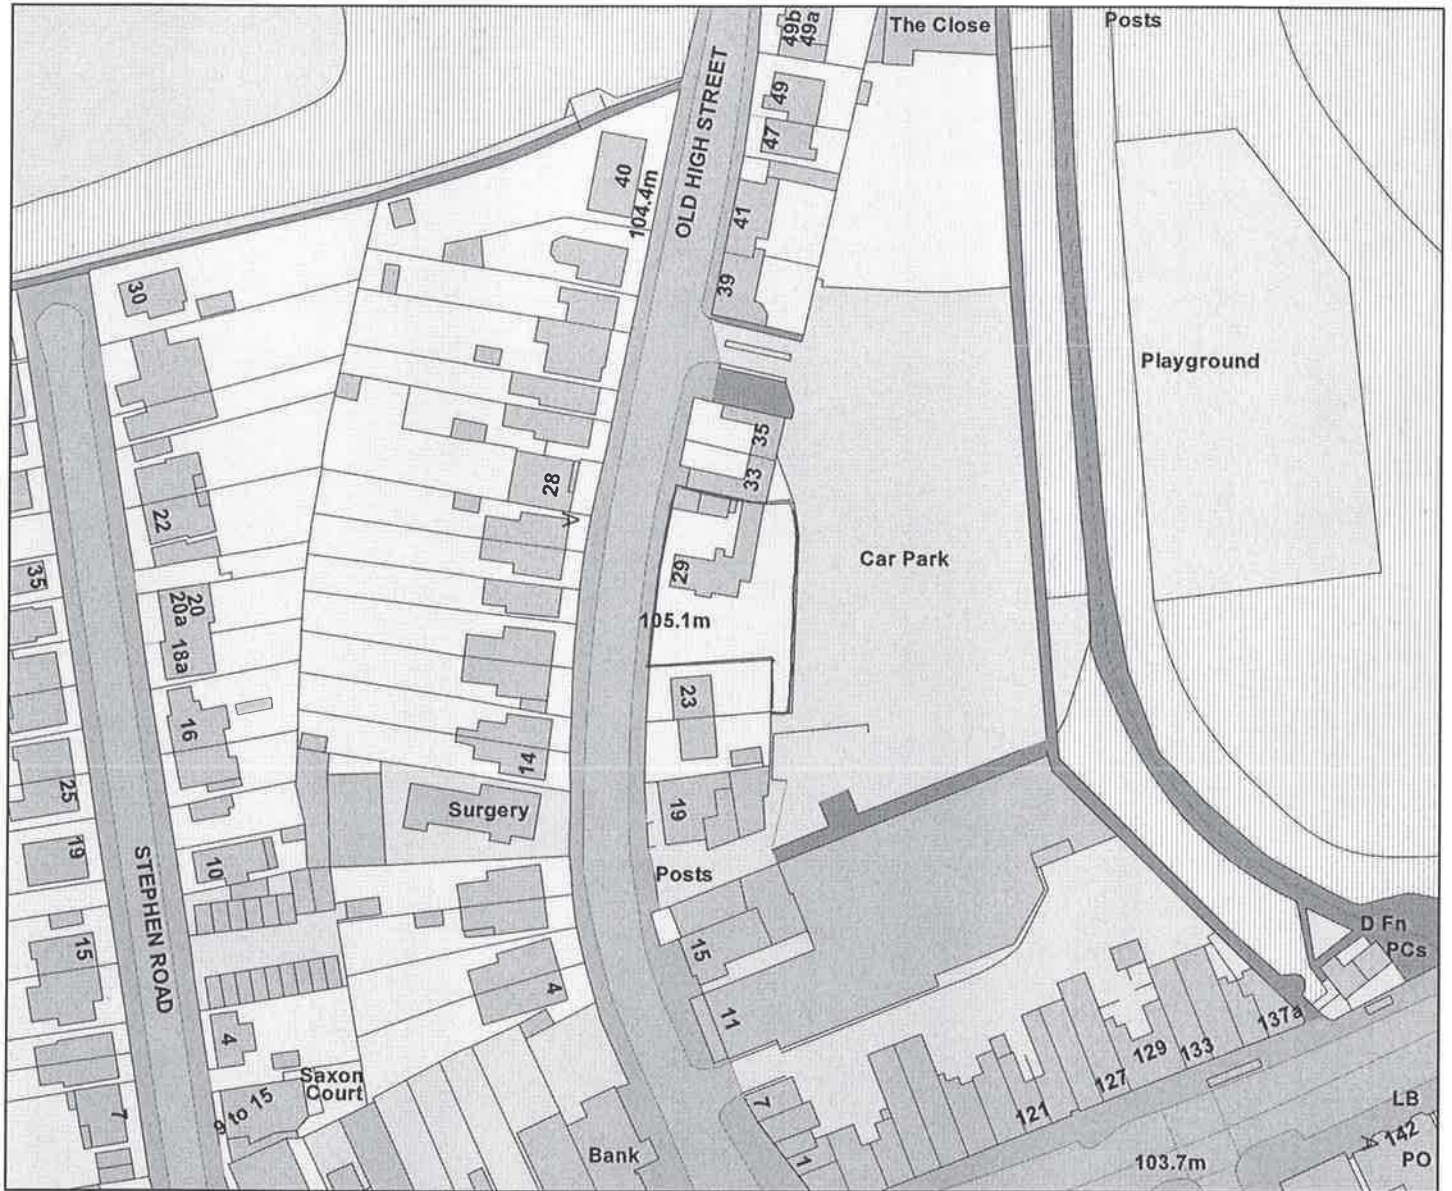 49b
49a
The Close
Posts
49
47
OLD HIGH STREET
40
104.4m
41
39
30
Playground
35
33
28
22
Car Park
29
35
20
20a
18a
105.1m
23
16
14
25
19
Surgery
19
10
Posts
STEPHEN ROAD
15
15
4
11
D Fn
PCs
137a
133
129
127
121
4
Saxon
Court
9 to 15
7
7
1
Bank
LB
142
PO
103.7m